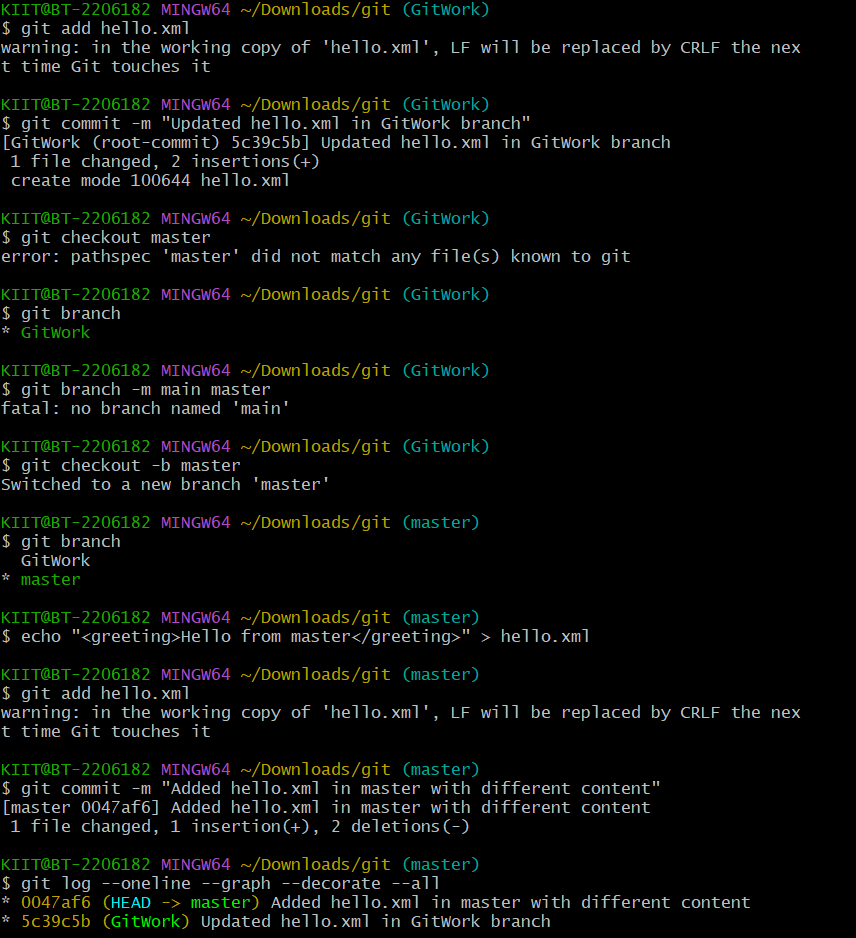 KIIT@BT-2206182 MINGW64 ~/Downloads/git (GitWork)
$ git add hello.xml
warning: in the working copy of 'hello.xml', LF will be replaced by CRLF the nex
t time Git touches it

KIIT@BT-2206182 MINGW64 ~/Downloads/git (GitWork)
$ git commit -m "Updated hello.xml in GitWork branch"
[GitWork (root-commit) 5c39c5b] Updated hello.xml in GitWork branch
 1 file changed, 2 insertions(+)
 create mode 100644 hello.xml

KIIT@BT-2206182 MINGW64 ~/Downloads/git (GitWork)
$ git checkout master
error: pathspec 'master' did not match any file(s) known to git

KIIT@BT-2206182 MINGW64 ~/Downloads/git (GitWork)
$ git branch
* GitWork

KIIT@BT-2206182 MINGW64 ~/Downloads/git (GitWork)
$ git branch -m main master
fatal: no branch named 'main'

KIIT@BT-2206182 MINGW64 ~/Downloads/git (GitWork)
$ git checkout -b master
Switched to a new branch 'master'

KIIT@BT-2206182 MINGW64 ~/Downloads/git (master)
$ git branch
  GitWork
* master

KIIT@BT-2206182 MINGW64 ~/Downloads/git (master)
$ echo "<greeting>Hello from master</greeting>" > hello.xml

KIIT@BT-2206182 MINGW64 ~/Downloads/git (master)
$ git add hello.xml
warning: in the working copy of 'hello.xml', LF will be replaced by CRLF the nex
t time Git touches it

KIIT@BT-2206182 MINGW64 ~/Downloads/git (master)
$ git commit -m "Added hello.xml in master with different content"
[master 0047af6] Added hello.xml in master with different content
 1 file changed, 1 insertion(+), 2 deletions(-)

KIIT@BT-2206182 MINGW64 ~/Downloads/git (master)
$ git log --oneline --graph --decorate --all
* 0047af6 (HEAD -> master) Added hello.xml in master with different content
* 5c39c5b (GitWork) Updated hello.xml in GitWork branch